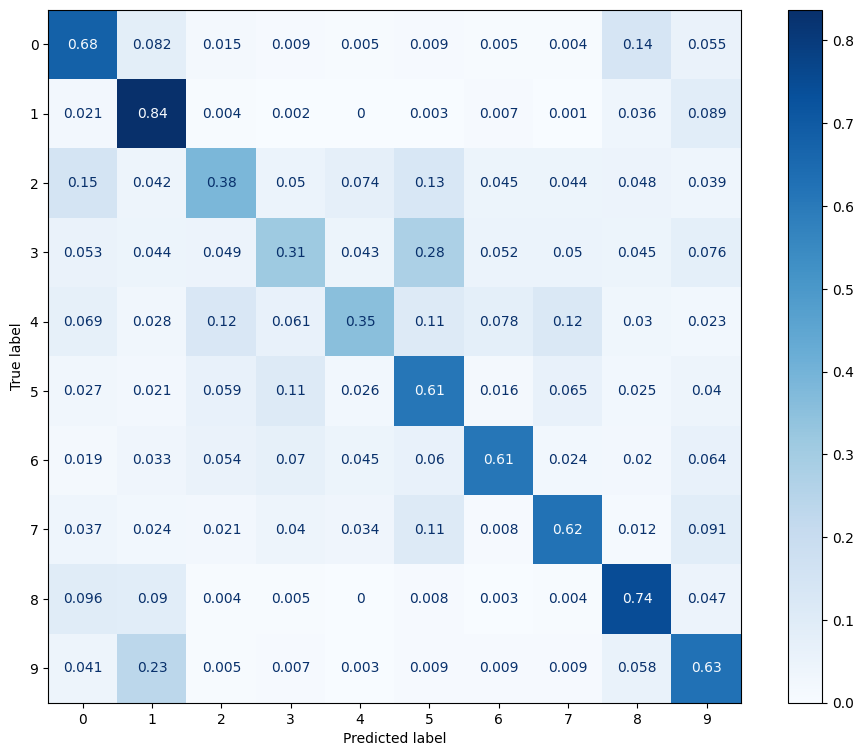 0 0.68 0.082 0.015 0.009 0.005 0.009 0.005 0.004 0.14 0.055
1 0.021 0.84 0.004 0.002 0 0.003 0.007 0.001 0.036 0.089
2 0.15 0.042 0.38 0.05 0.074 0.13 0.045 0.044 0.048 0.039
3 0.053 0.044 0.049 0.31 0.043 0.28 0.052 0.05 0.045 0.076
4 0.069 0.028 0.12 0.061 0.35 0.11 0.078 0.12 0.03 0.023
5 0.027 0.021 0.059 0.11 0.026 0.61 0.016 0.065 0.025 0.04
6 0.019 0.033 0.054 0.07 0.045 0.06 0.61 0.024 0.02 0.064
7 0.037 0.024 0.021 0.04 0.034 0.11 0.008 0.62 0.012 0.091
8 0.096 0.09 0.004 0.005 0 0.008 0.003 0.004 0.74 0.047
9 0.041 0.23 0.005 0.007 0.003 0.009 0.009 0.009 0.058 0.63
0 1 2 3 4 5 6 7 8 9
Predicted label
True label
0.8
0.7
0.6
0.5
0.4
0.3
0.2
0.1
0.0